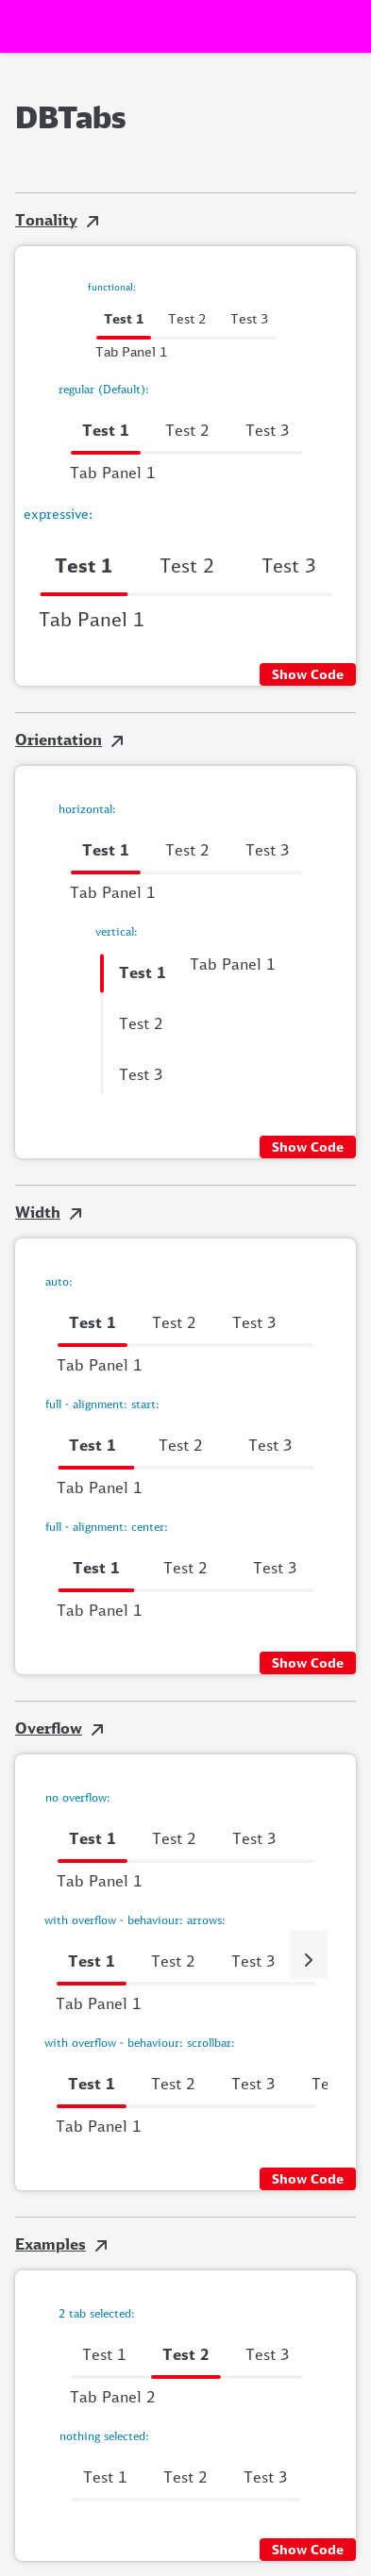 DBTabs
Tonality
functional:
Test 1 Test 2 Test 3
Tab Panel 1
regular (Default):
Test 1 Test 2 Test 3
Tab Panel 1
expressive:
Test 1 Test 2 Test 3
Tab Panel 1
Show Code
Orientation
horizontal:
Test 1 Test 2 Test 3
Tab Panel 1
vertical:
Test 1 Tab Panel 1
Test 2
Test 3
Show Code
Width
auto:
Test 1 Test 2 Test 3
Tab Panel 1
full - alignment: start:
Test 1 Test 2 Test 3
Tab Panel 1
full - alignment: center:
Test 1 Test 2 Test 3
Tab Panel 1
Show Code
Overflow
no overflow:
Test 1 Test 2 Test 3
Tab Panel 1
with overflow - behaviour: arrows:
Test 1 Test 2 Test 3
Tab Panel 1
with overflow - behaviour: scrollbar:
Test 1 Test 2 Test 3 Te
Tab Panel 1
Show Code
Examples
2 tab selected:
Test 1 Test 2 Test 3
Tab Panel 2
nothing selected:
Test 1 Test 2 Test 3
Show Code